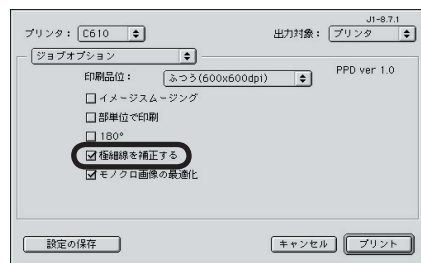 J1-8.7.1
プリンタ： C610 出力対象： プリンタ
ジョブオプション
印刷品位： ふつう(600x600dpi) PPD ver 1.0
イメージスムージング
部単位で印刷
180°
極細線を補正する
モノクロ画像の最適化
設定の保存 キャンセル プリント